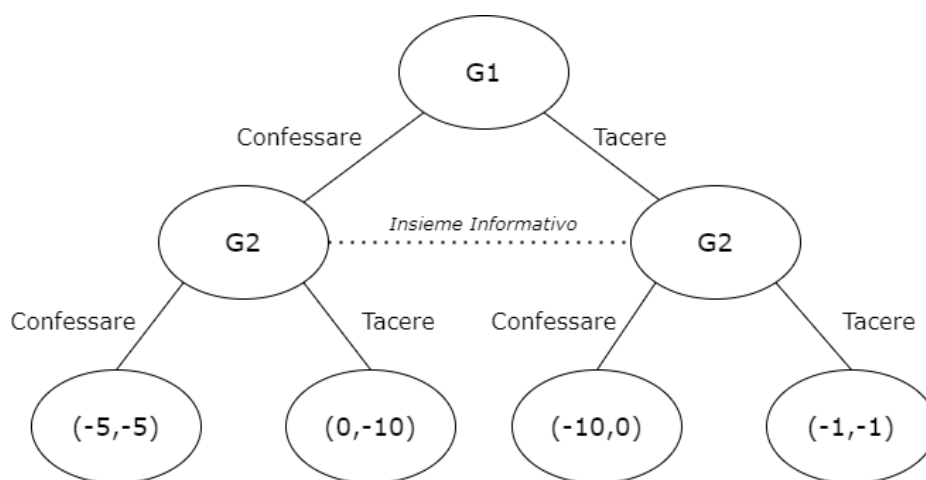 G1
Confessare
Tacere
G2
Insieme Informativo
G2
Confessare
Tacere
Confessare
Tacere
(-5,-5)
(0,-10)
(-10,0)
(-1,-1)